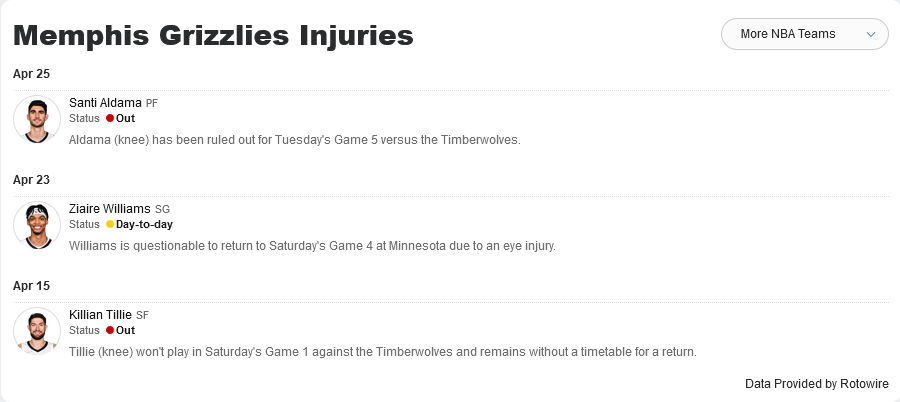 Memphis Grizzlies Injuries
More NBA Teams
Apr 25
Santi Aldama PF
Status Out
Aldama (knee) has been ruled out for Tuesday's Game 5 versus the Timberwolves.
Apr 23
Ziaire Williams SG
Status Day-to-day
Williams is questionable to return to Saturday's Game 4 at Minnesota due to an eye injury.
Apr 15
Killian Tillie SF
Status Out
Tillie (knee) won't play in Saturday's Game 1 against the Timberwolves and remains without a timetable for a return.
Data Provided by Rotowire